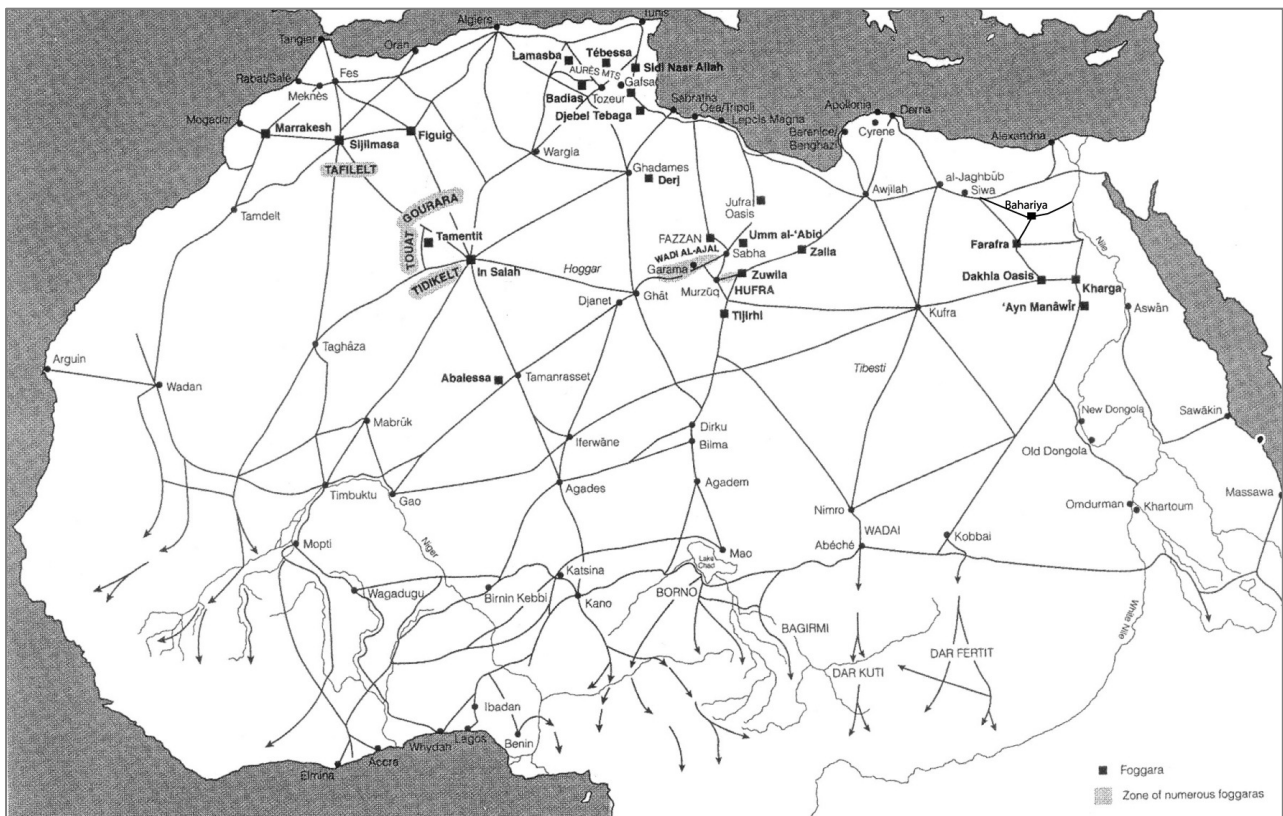 Algiers
Tunis
Tangier
Oran
Lamasba
Tébessa
AURÈS MTS
Sidi Nasr Allah
Rabat/Salé
Fes
Meknès
Badias
Tozeur
Gafsa
Djebel Tebaga
Sabratha
Oea/Tripoli
Lepcis Magna
Apollonia
Derna
Cyrene
Berenice/
Benghazi
Alexandria
Mogador
Marrakesh
Sijilmasa
Figuig
TAFILELT
Wargla
Ghadames
Derj
Awjilah
al-Jaghbūb
Siwa
Bahariya
Tamdelt
GOURARA
TOUAT
Tamentit
TIDIKELT
In Salah
Jufra
Oasis
FAZZAN
Umm al-‘Abid
WADI AL-AJAL
Sabha
Zalla
Garama
Zuwila
Murzūq
HUFRA
Farafra
Nile
Dakhla Oasis
Kharga
‘Ayn Manâwîr
Aswān
Hoggar
Djanet
Ghāt
Tijirhi
Kufra
Arguin
Wadan
Taghāza
Abalessa
Tamanrasset
Tibesti
Mabrūk
Iferwāne
Dirku
Bilma
New Dongola
Old Dongola
Sawākin
Timbuktu
Gao
Agades
Agadem
Nimro
WADAI
Abéché
Kobbai
Omdurman
Khartoum
Massawa
Mopti
Niger
Wagadugu
Birnin Kebbi
Katsina
Kano
Mao
Lake
Chad
BORNO
BAGIRMI
DAR KUTI
DAR FERTIT
White Nile
Ibadan
Benin
Lagos
Whydah
Accra
Elmina
Foggara
Zone of numerous foggaras